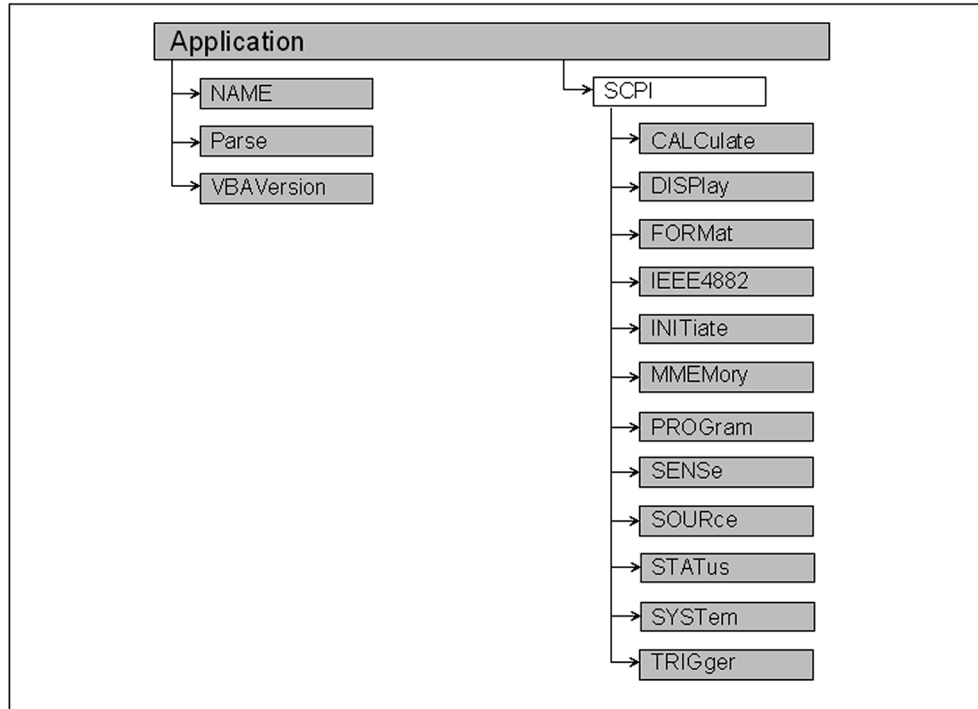 Application
NAME
Parse
VBAVersion
SCPI
CALCulate
DISPlay
FORMat
IEEE4882
INITiate
MMEMory
PROGram
SENSe
SOURce
STATus
SYSTem
TRIGger